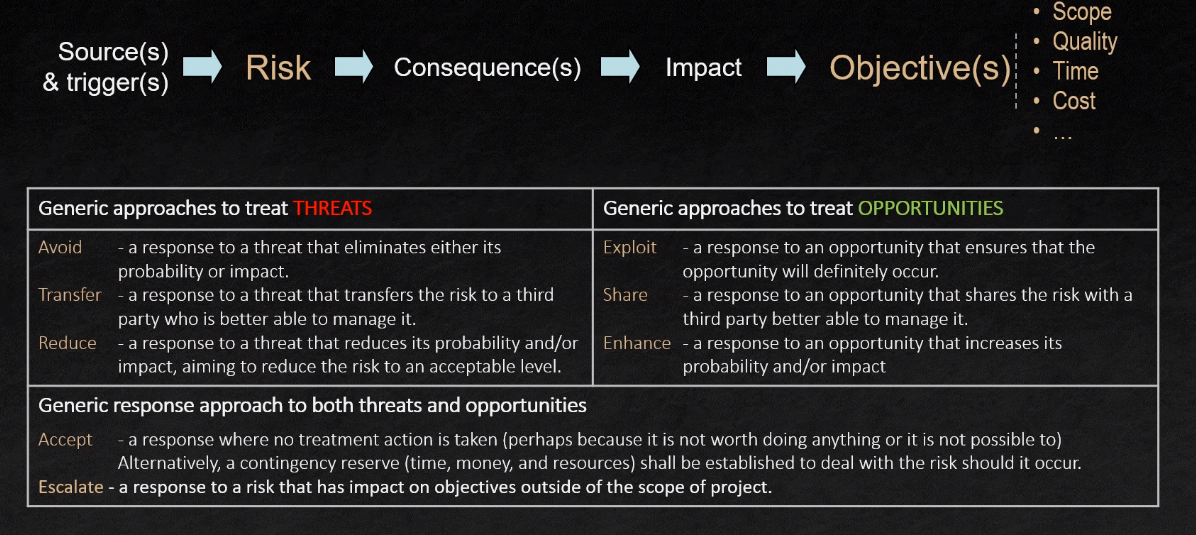 Source(s)
& trigger(s)
Risk
Consequence(s)
Impact
Objective(s)
• Scope
• Quality
• Time
• Cost
• ...
Generic approaches to treat THREATS
Avoid - a response to a threat that eliminates either its
probability or impact.
Transfer - a response to a threat that transfers the risk to a third
party who is better able to manage it.
Reduce - a response to a threat that reduces its probability and/or
impact, aiming to reduce the risk to an acceptable level.
Generic approaches to treat OPPORTUNITIES
Exploit - a response to an opportunity that ensures that the
opportunity will definitely occur.
Share - a response to an opportunity that shares the risk with a
third party better able to manage it.
Enhance - a response to an opportunity that increases its
probability and/or impact
Generic response approach to both threats and opportunities
Accept - a response where no treatment action is taken (perhaps because it is not worth doing anything or it is not possible to)
Alternatively, a contingency reserve (time, money, and resources) shall be established to deal with the risk should it occur.
Escalate - a response to a risk that has impact on objectives outside of the scope of project.